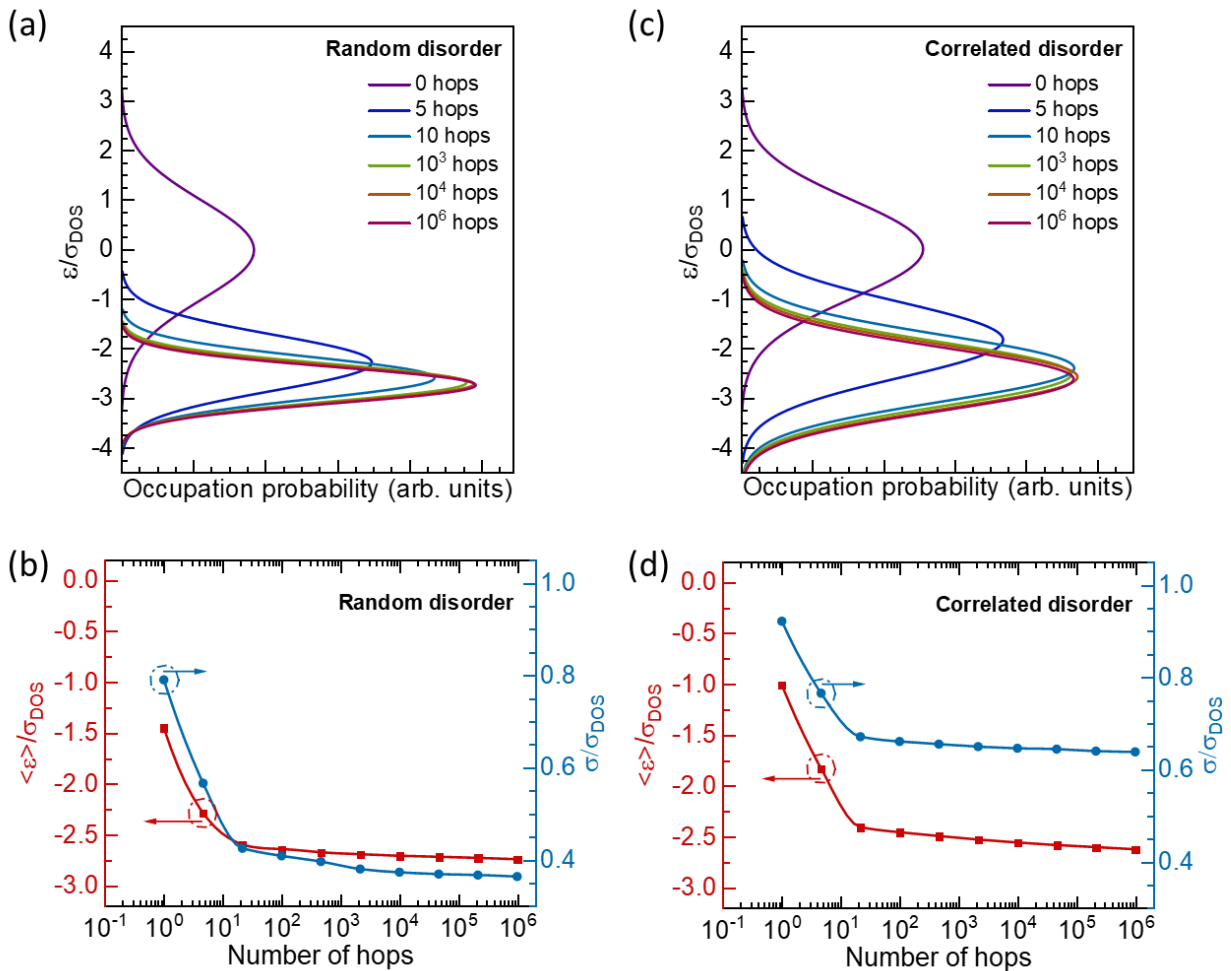 (a)
Random disorder
0 hops
5 hops
10 hops
10³ hops
10⁴ hops
10⁶ hops
4
3
2
1
0
-1
-2
-3
-4
ε/σDOS
Occupation probability (arb. units)
(c)
Correlated disorder
0 hops
5 hops
10 hops
10³ hops
10⁴ hops
10⁶ hops
4
3
2
1
0
-1
-2
-3
-4
ε/σDOS
Occupation probability (arb. units)
(b)
Random disorder
0.0
-0.5
-1.0
-1.5
-2.0
-2.5
-3.0
<ε>/σDOS
1.0
0.8
0.6
0.4
σ/σDOS
10⁻¹ 10⁰ 10¹ 10² 10³ 10⁴ 10⁵ 10⁶
Number of hops
(d)
Correlated disorder
0.0
-0.5
-1.0
-1.5
-2.0
-2.5
-3.0
<ε>/σDOS
1.0
0.8
0.6
0.4
σ/σDOS
10⁻¹ 10⁰ 10¹ 10² 10³ 10⁴ 10⁵ 10⁶
Number of hops